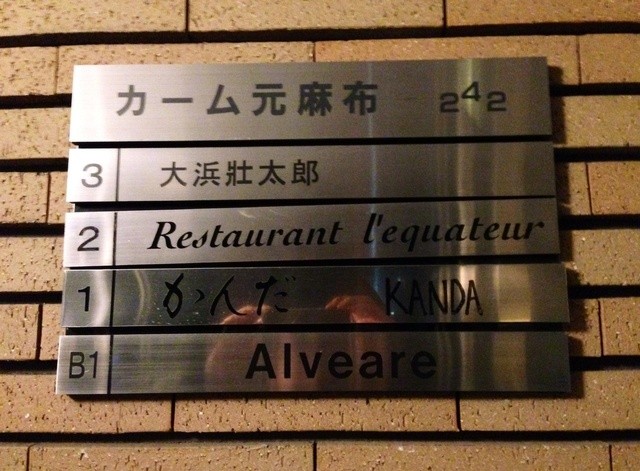 カーム元麻布 242
3 大浜壯太郎
2 Restaurant l'equateur
1 かんだ KANDA
B1 Alveare